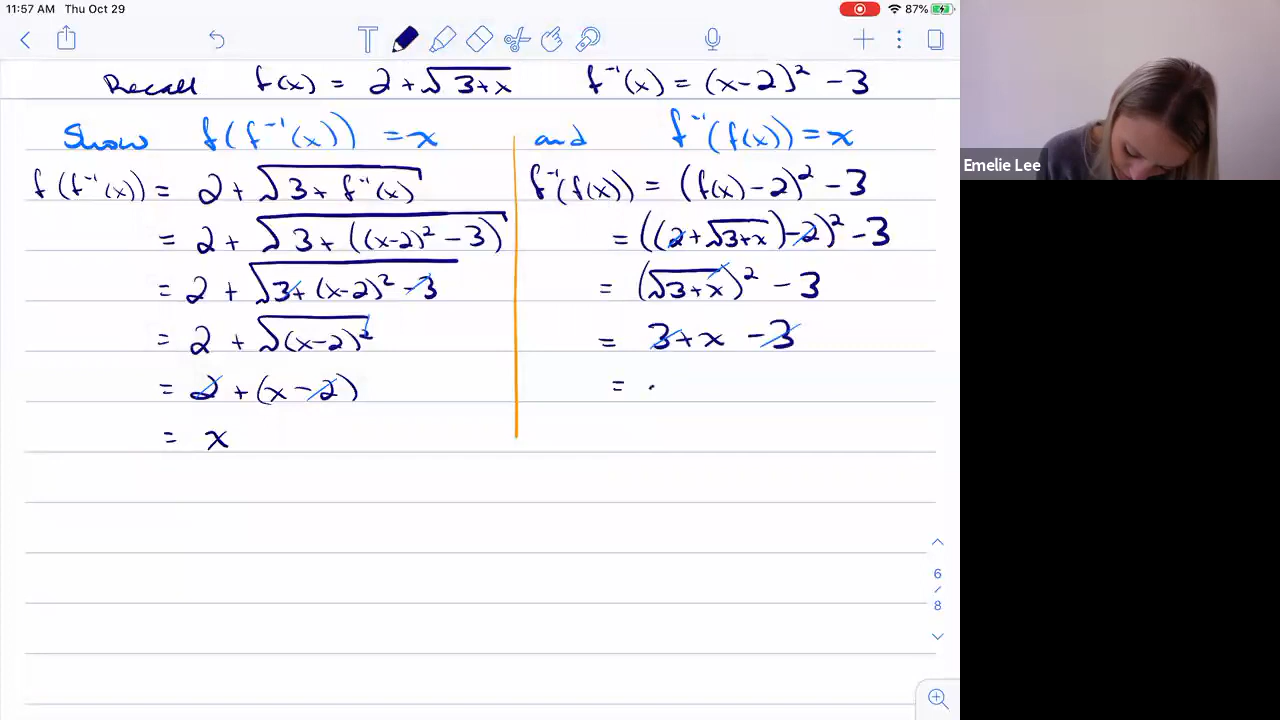 11:57 AM Thu Oct 29
87%
T
Recall f(x) = 2 + √(3+x) f⁻¹(x) = (x-2)² - 3
Show f(f⁻¹(x)) = x and f⁻¹(f(x)) = x
f(f⁻¹(x)) = 2 + √(3 + f⁻¹(x))
= 2 + √(3 + ((x-2)² - 3))
= 2 + √(3 + (x-2)² - 3)
= 2 + √((x-2)²)
= 2 + (x - 2)
= x
f⁻¹(f(x)) = (f(x) - 2)² - 3
= ((2 + √(3+x)) - 2)² - 3
= (√(3+x))² - 3
= 3 + x - 3
=
Emelie Lee
6
/
8